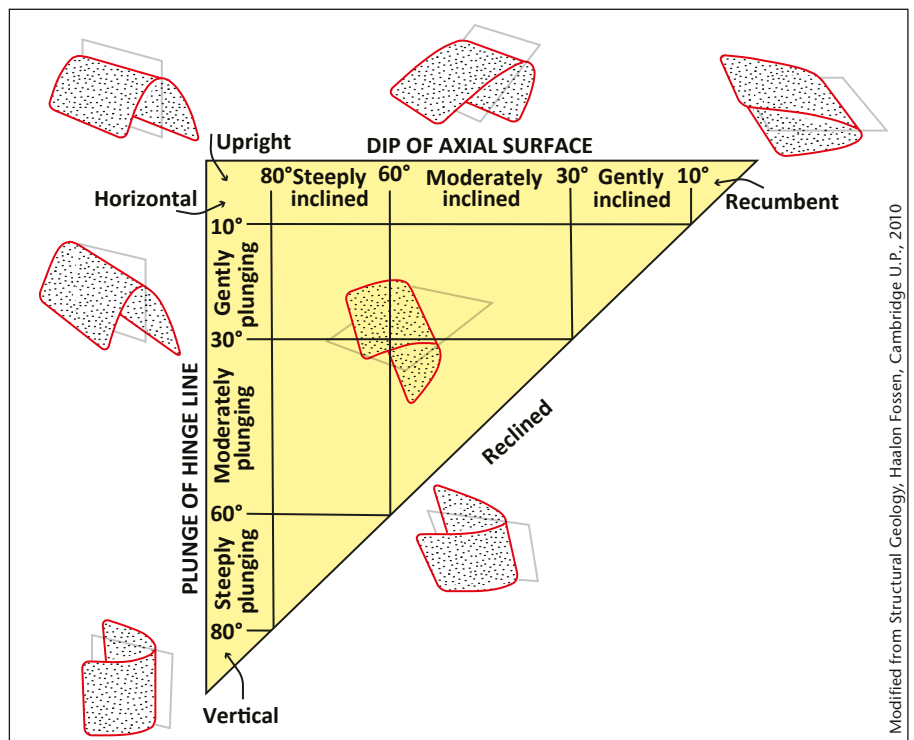 Upright
DIP OF AXIAL SURFACE
80° Steeply inclined 60° Moderately inclined 30° Gently inclined 10°
Horizontal
Recumbent
10°
Gently plunging
30°
PLUNGE OF HINGE LINE
Moderately plunging
Reclined
60°
Steeply plunging
80°
Vertical
Modified from Structural Geology, Haalon Fossen, Cambridge U.P., 2010